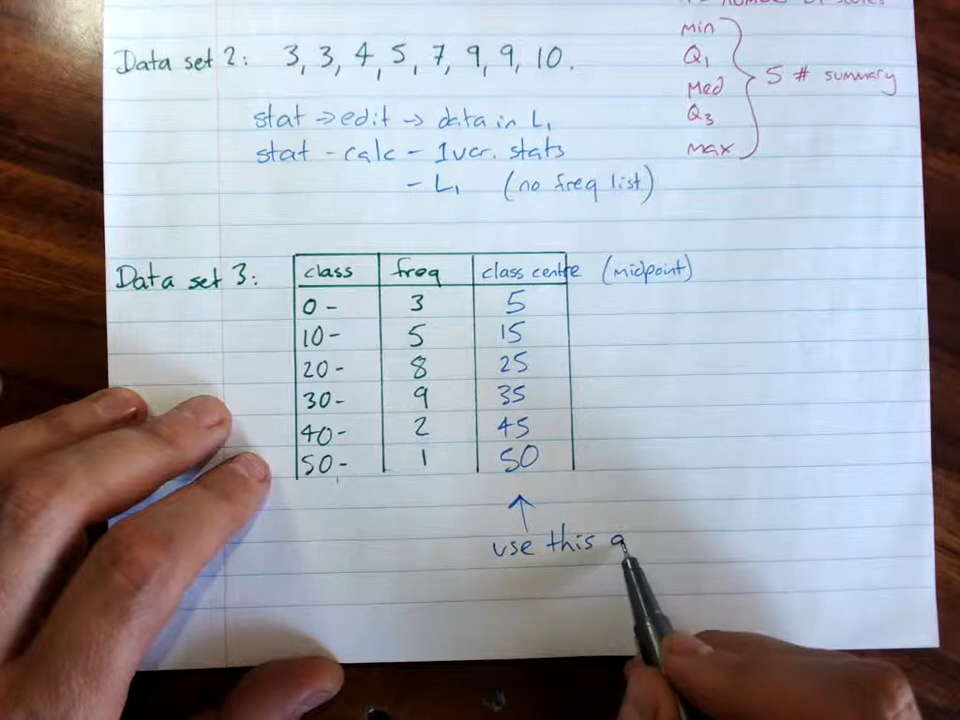 Data set 2: 3, 3, 4, 5, 7, 9, 9, 10.
min
Q1
Med
Q3
max
5 # summary
stat → edit → data in L1
stat - calc - 1var. stats
- L1 (no freq list)
Data set 3:
class freq class centre (midpoint)
0- 3 5
10- 5 15
20- 8 25
30- 9 35
40- 2 45
50- 1 50
↑
use this